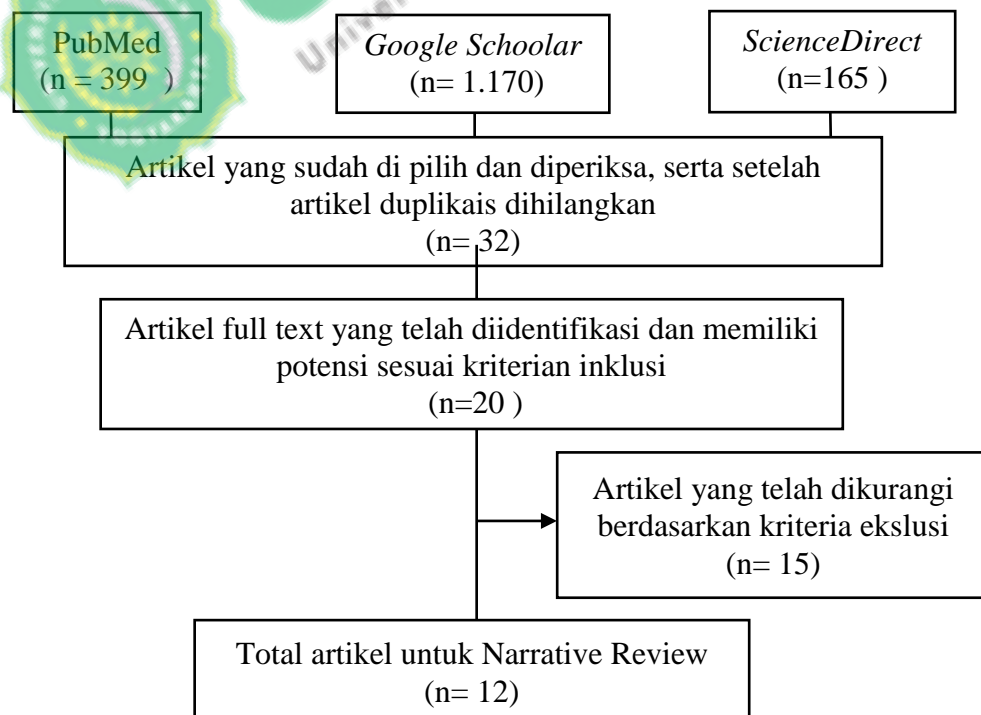 PubMed
(n = 399 )
Google Schoolar
(n= 1.170)
ScienceDirect
(n=165 )
Artikel yang sudah di pilih dan diperiksa, serta setelah
artikel duplikais dihilangkan
(n= 32)
Artikel full text yang telah diidentifikasi dan memiliki
potensi sesuai kriterian inklusi
(n=20 )
Artikel yang telah dikurangi
berdasarkan kriteria ekslusi
(n= 15)
Total artikel untuk Narrative Review
(n= 12)